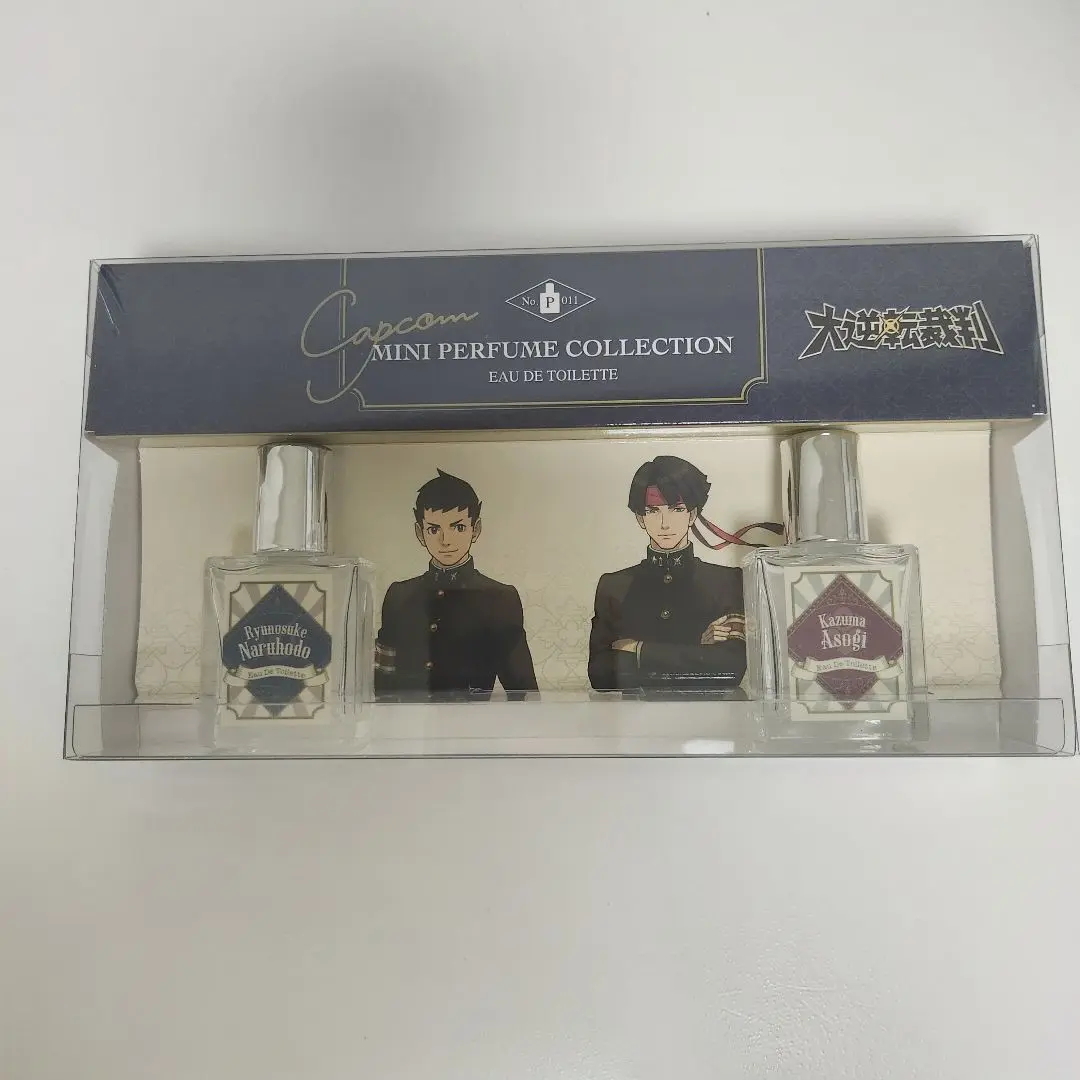 Capcom
No. P 011
MINI PERFUME COLLECTION
EAU DE TOILETTE
大逆転裁判
Ryunosuke
Naruhodo
Eau De Toilette
Kazuma
Asogi
Eau De Toilette